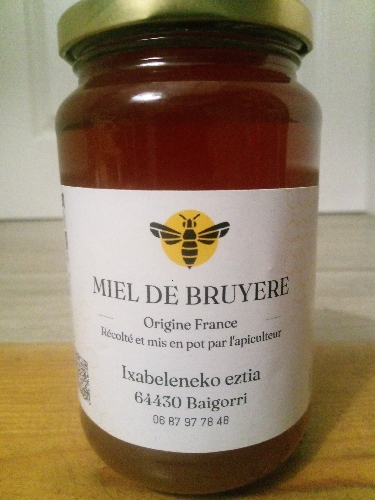 MIEL DE BRUYERE
Origine France
Récolté et mis en pot par l'apiculteur
Ixabeleneko eztia
64430 Baigorri
06 87 97 78 48